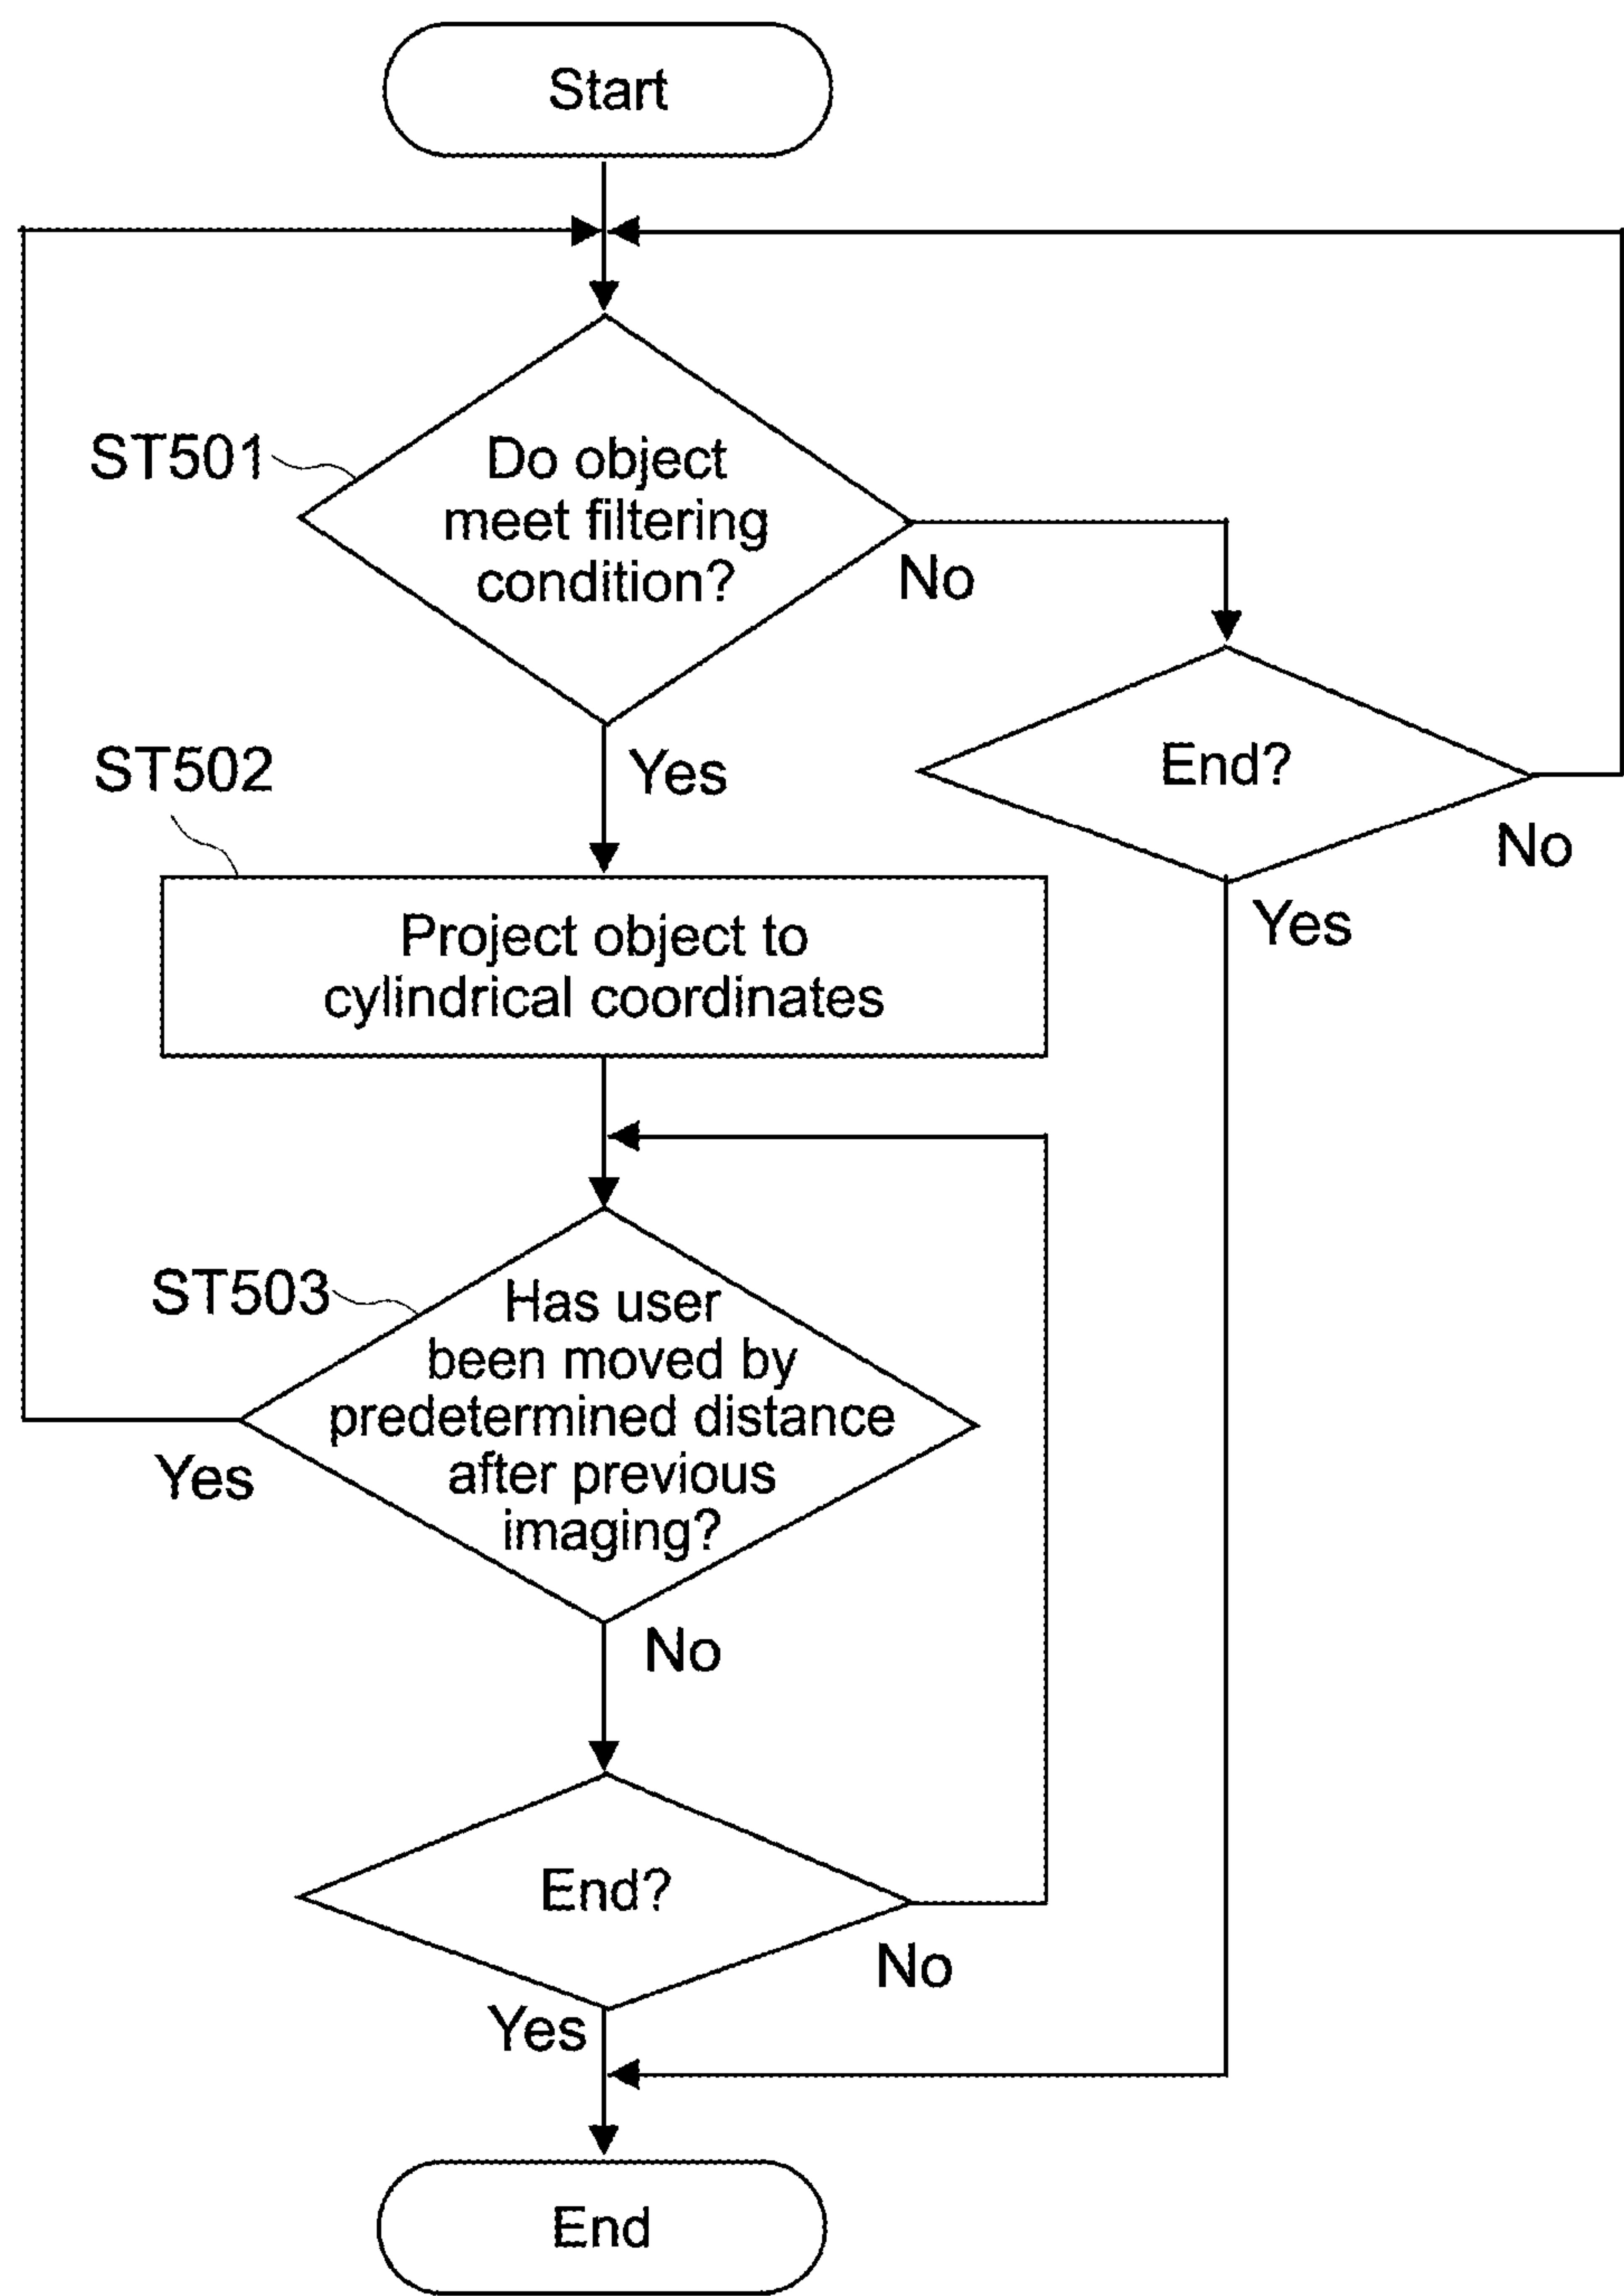 Start
ST501
Do object
meet filtering
condition?
No
Yes
End?
No
Yes
ST502
Project object to
cylindrical coordinates
ST503
Has user
been moved by
predetermined distance
after previous
imaging?
Yes
No
End?
No
Yes
End